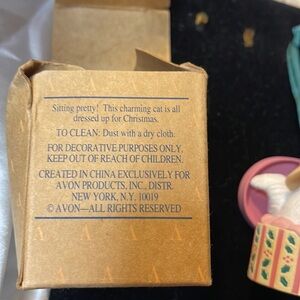 Sitting pretty! This charming cat is all
dressed up for Christmas.
TO CLEAN: Dust with a dry cloth.
FOR DECORATIVE PURPOSES ONLY.
KEEP OUT OF REACH OF CHILDREN.
CREATED IN CHINA EXCLUSIVELY FOR
AVON PRODUCTS, INC., DISTR.
NEW YORK, N.Y. 10019
© AVON—ALL RIGHTS RESERVED